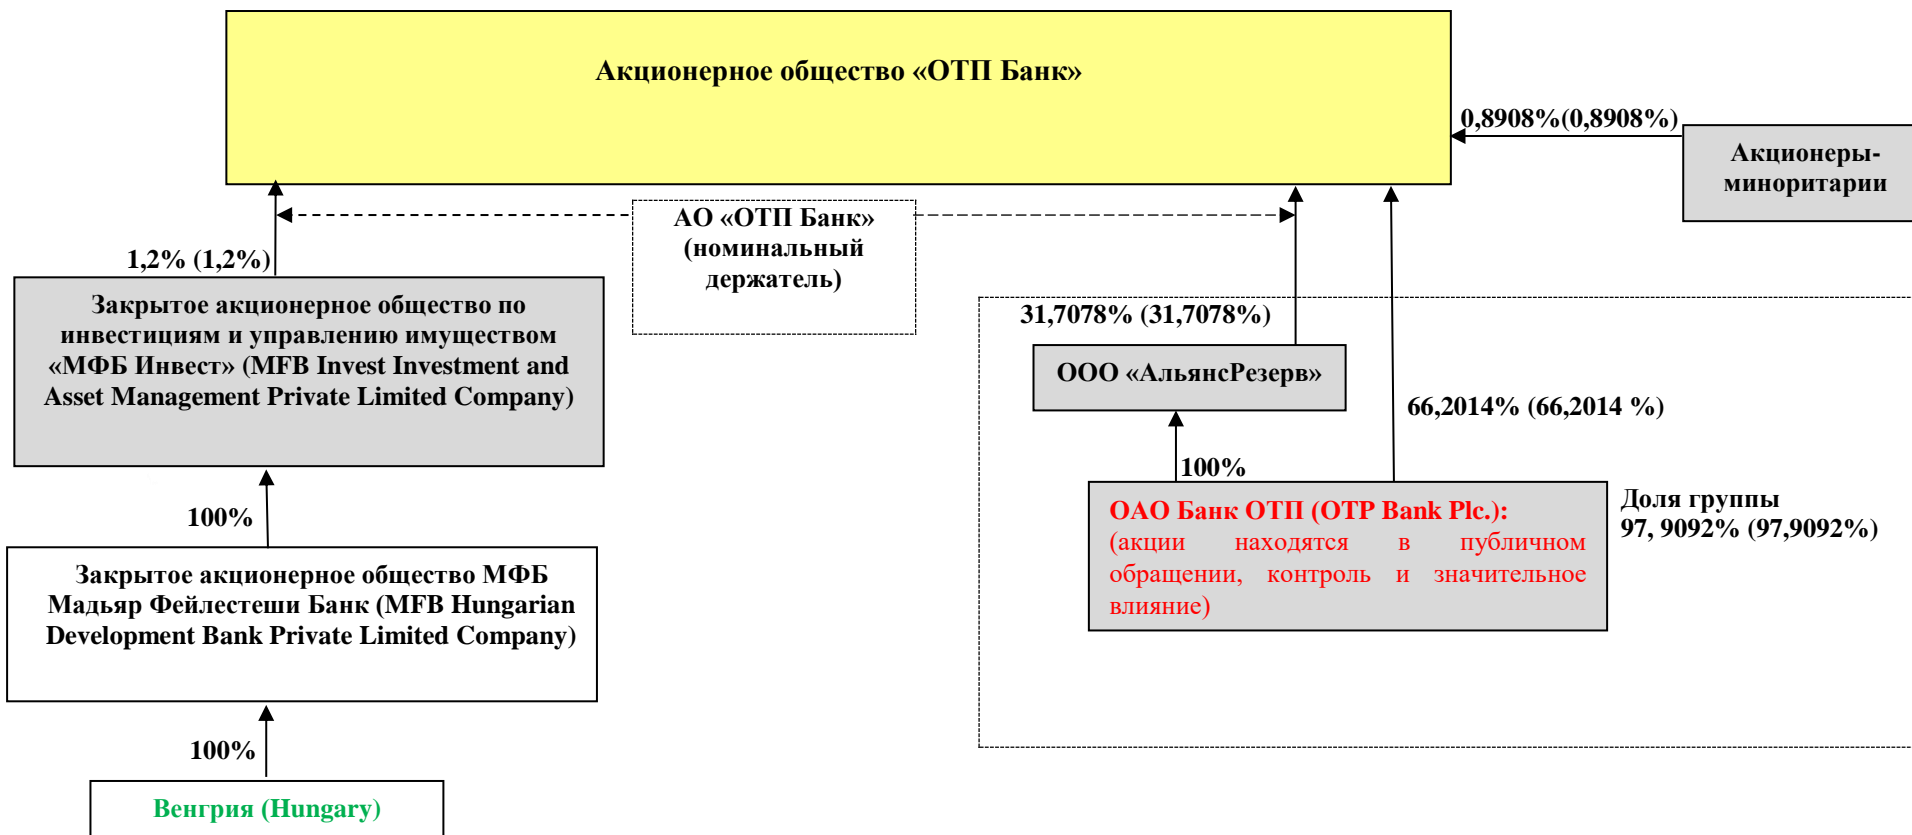 Акционерное общество «ОТП Банк»
0,8908%(0,8908%)
Акционеры-
миноритарии
АО «ОТП Банк»
(номинальный
держатель)
1,2% (1,2%)
Закрытое акционерное общество по
инвестициям и управлению имуществом
«МФБ Инвест» (MFB Invest Investment and
Asset Management Private Limited Company)
31,7078% (31,7078%)
ООО «АльянсРезерв»
66,2014% (66,2014 %)
100%
ОАО Банк ОТП (OTP Bank Plc.):
(акции находятся в публичном
обращении, контроль и значительное
влияние)
Доля группы
97, 9092% (97,9092%)
100%
Закрытое акционерное общество МФБ
Мадьяр Фейлестеши Банк (MFB Hungarian
Development Bank Private Limited Company)
100%
Венгрия (Hungary)